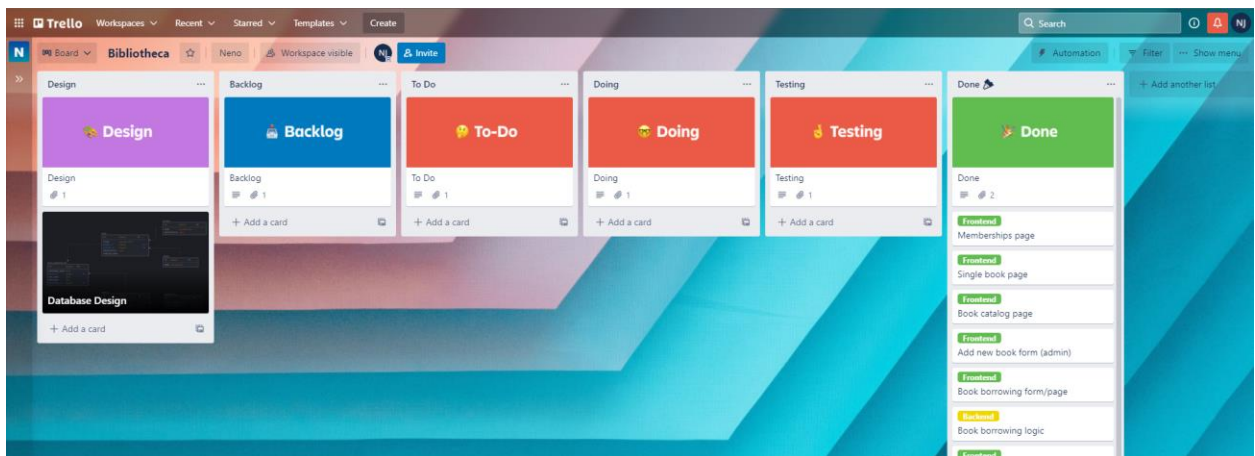 Trello Workspaces Recent Starred Templates Create Search NJ
N Board Bibliotheca Neno Workspace visible NJ Invite Automation Filter Show menu
Design
Design
Design
1
Database Design
+ Add a card
Backlog
Backlog
Backlog
1
+ Add a card
To Do
To-Do
To Do
1
+ Add a card
Doing
Doing
Doing
1
+ Add a card
Testing
Testing
Testing
1
+ Add a card
Done
Done
Done
2
Frontend
Memberships page
Frontend
Single book page
Frontend
Book catalog page
Frontend
Add new book form (admin)
Frontend
Book borrowing form/page
Backend
Book borrowing logic
Frontend
+ Add another list